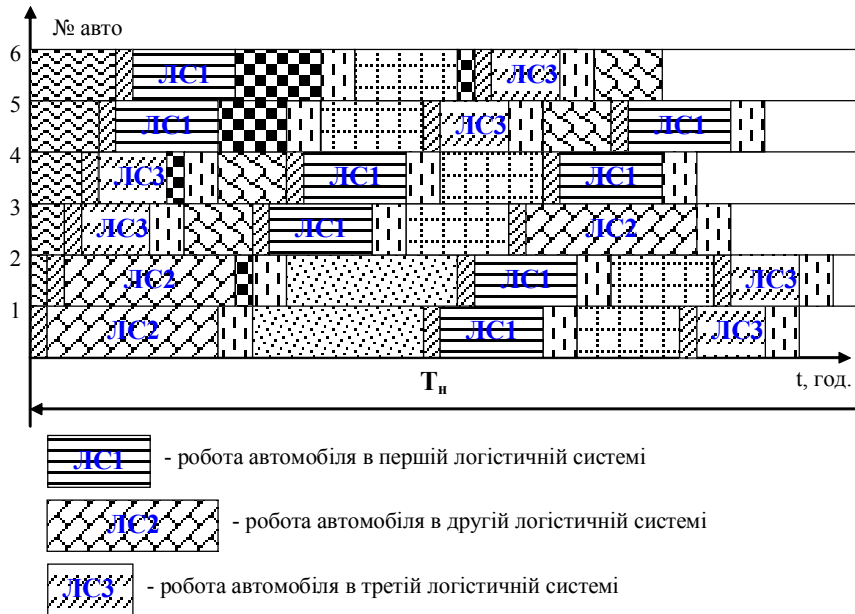 № авто
6 ЛС1 ЛС3
5 ЛС1 ЛС3 ЛС1
4 ЛС3 ЛС1 ЛС1
3 ЛС3 ЛС1 ЛС2
2 ЛС2 ЛС1 ЛС3
1 ЛС2 ЛС1 ЛС3
Тн t, год.
ЛС1 - робота автомобіля в першій логістичній системі
ЛС2 - робота автомобіля в другій логістичній системі
ЛС3 - робота автомобіля в третій логістичній системі